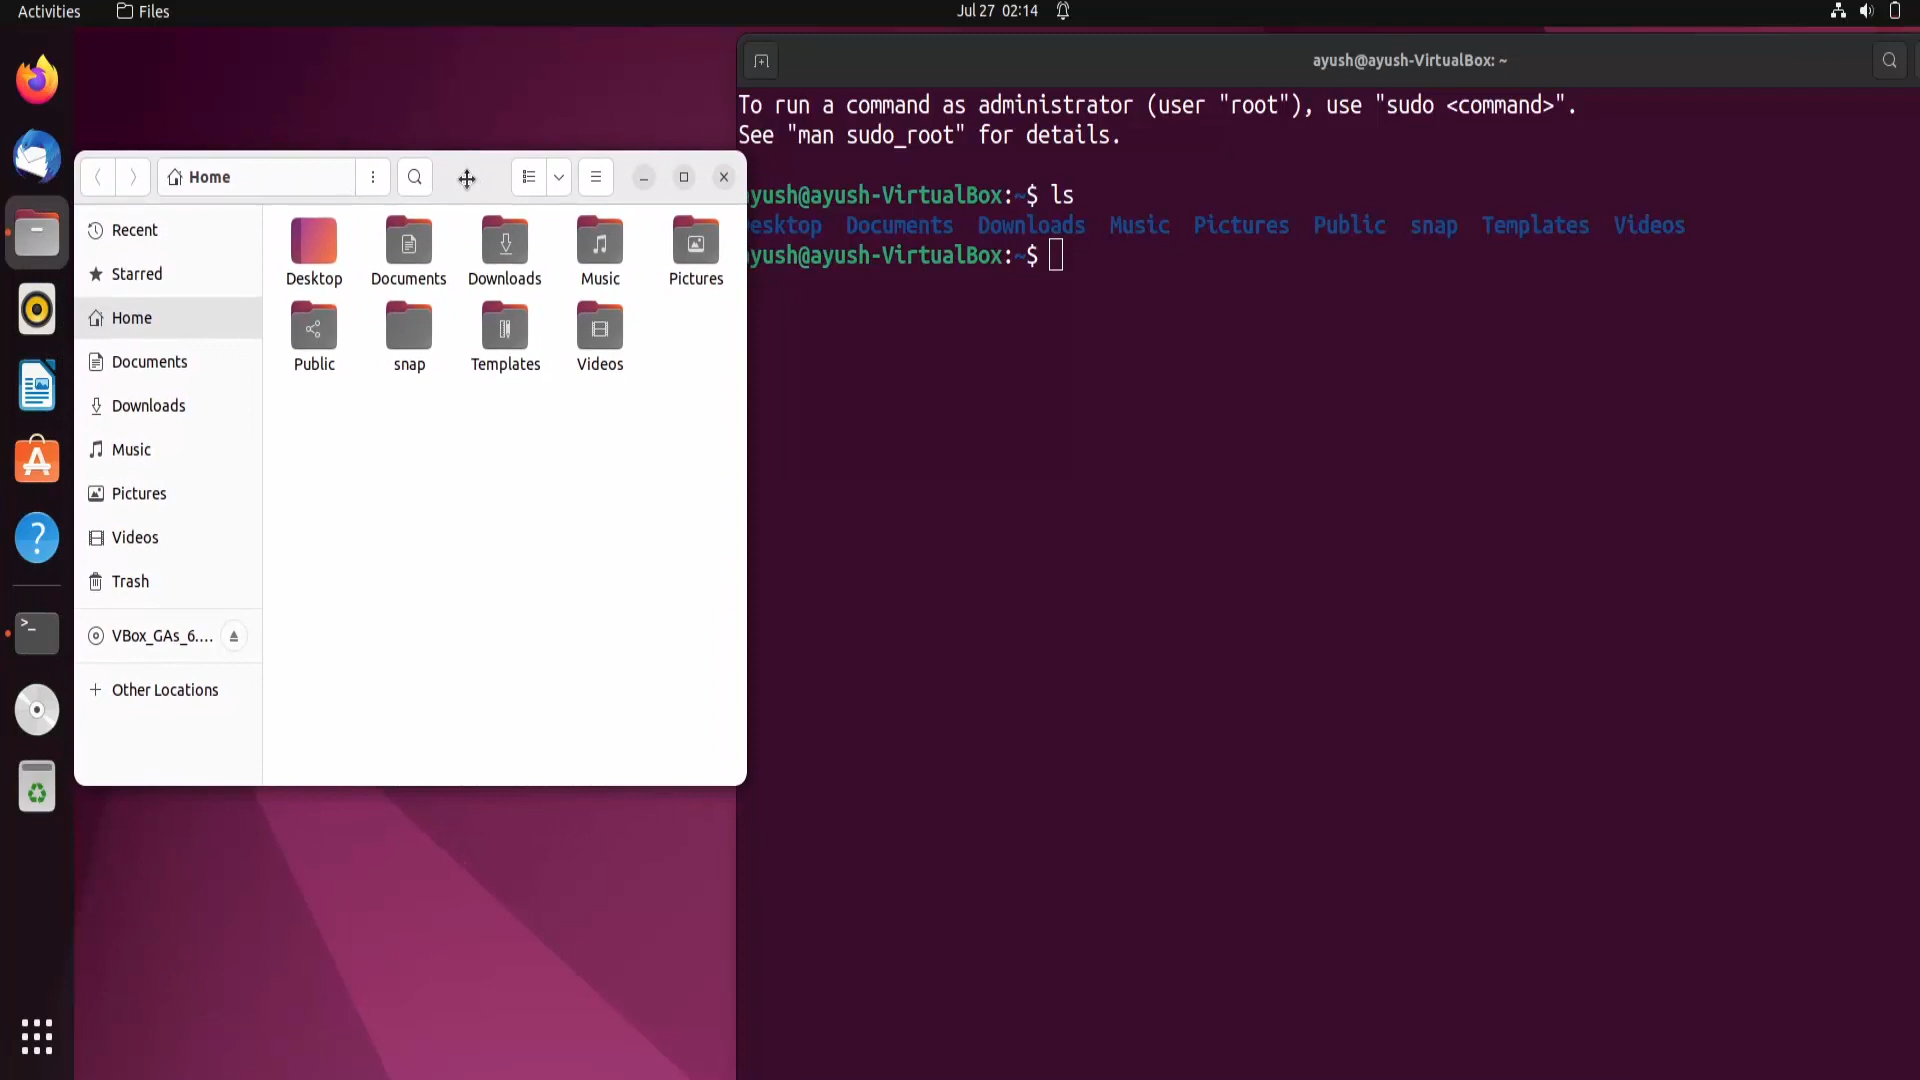 Activities Files Jul 27 02:14
ayush@ayush-VirtualBox: ~
To run a command as administrator (user "root"), use "sudo <command>".
See "man sudo_root" for details.
yush@ayush-VirtualBox:~$ ls
esktop Documents Downloads Music Pictures Public snap Templates Videos
yush@ayush-VirtualBox:~$
Home
Recent
Starred
Home
Documents
Downloads
Music
Pictures
Videos
Trash
VBox_GAs_6....
Other Locations
Desktop Documents Downloads Music Pictures
Public snap Templates Videos